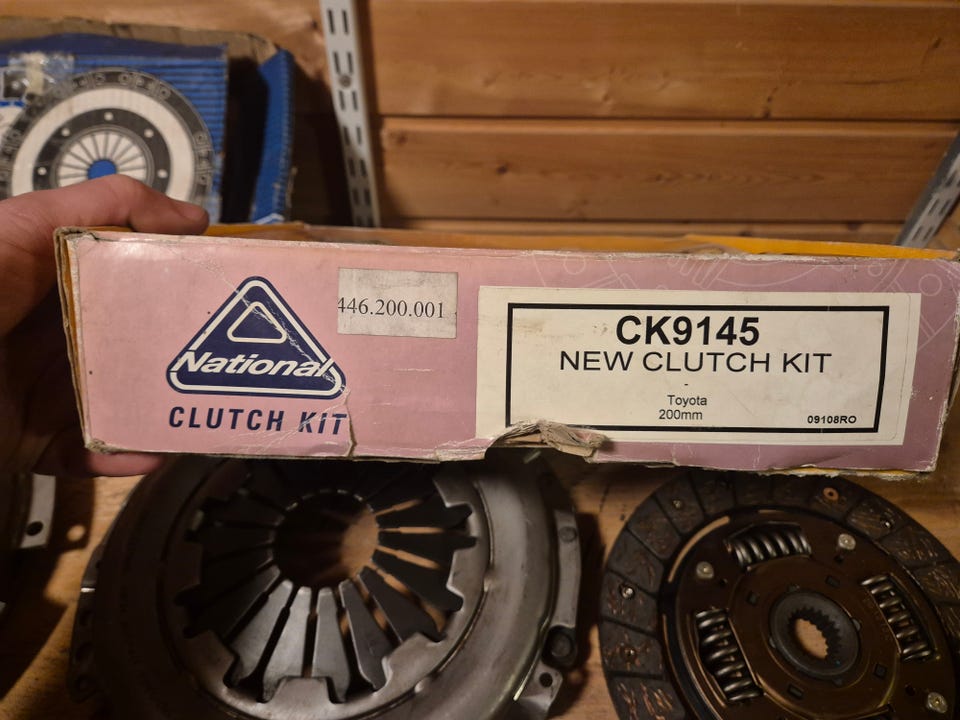 National
CLUTCH KIT
446.200.001
CK9145
NEW CLUTCH KIT
-
Toyota
200mm
09108RO